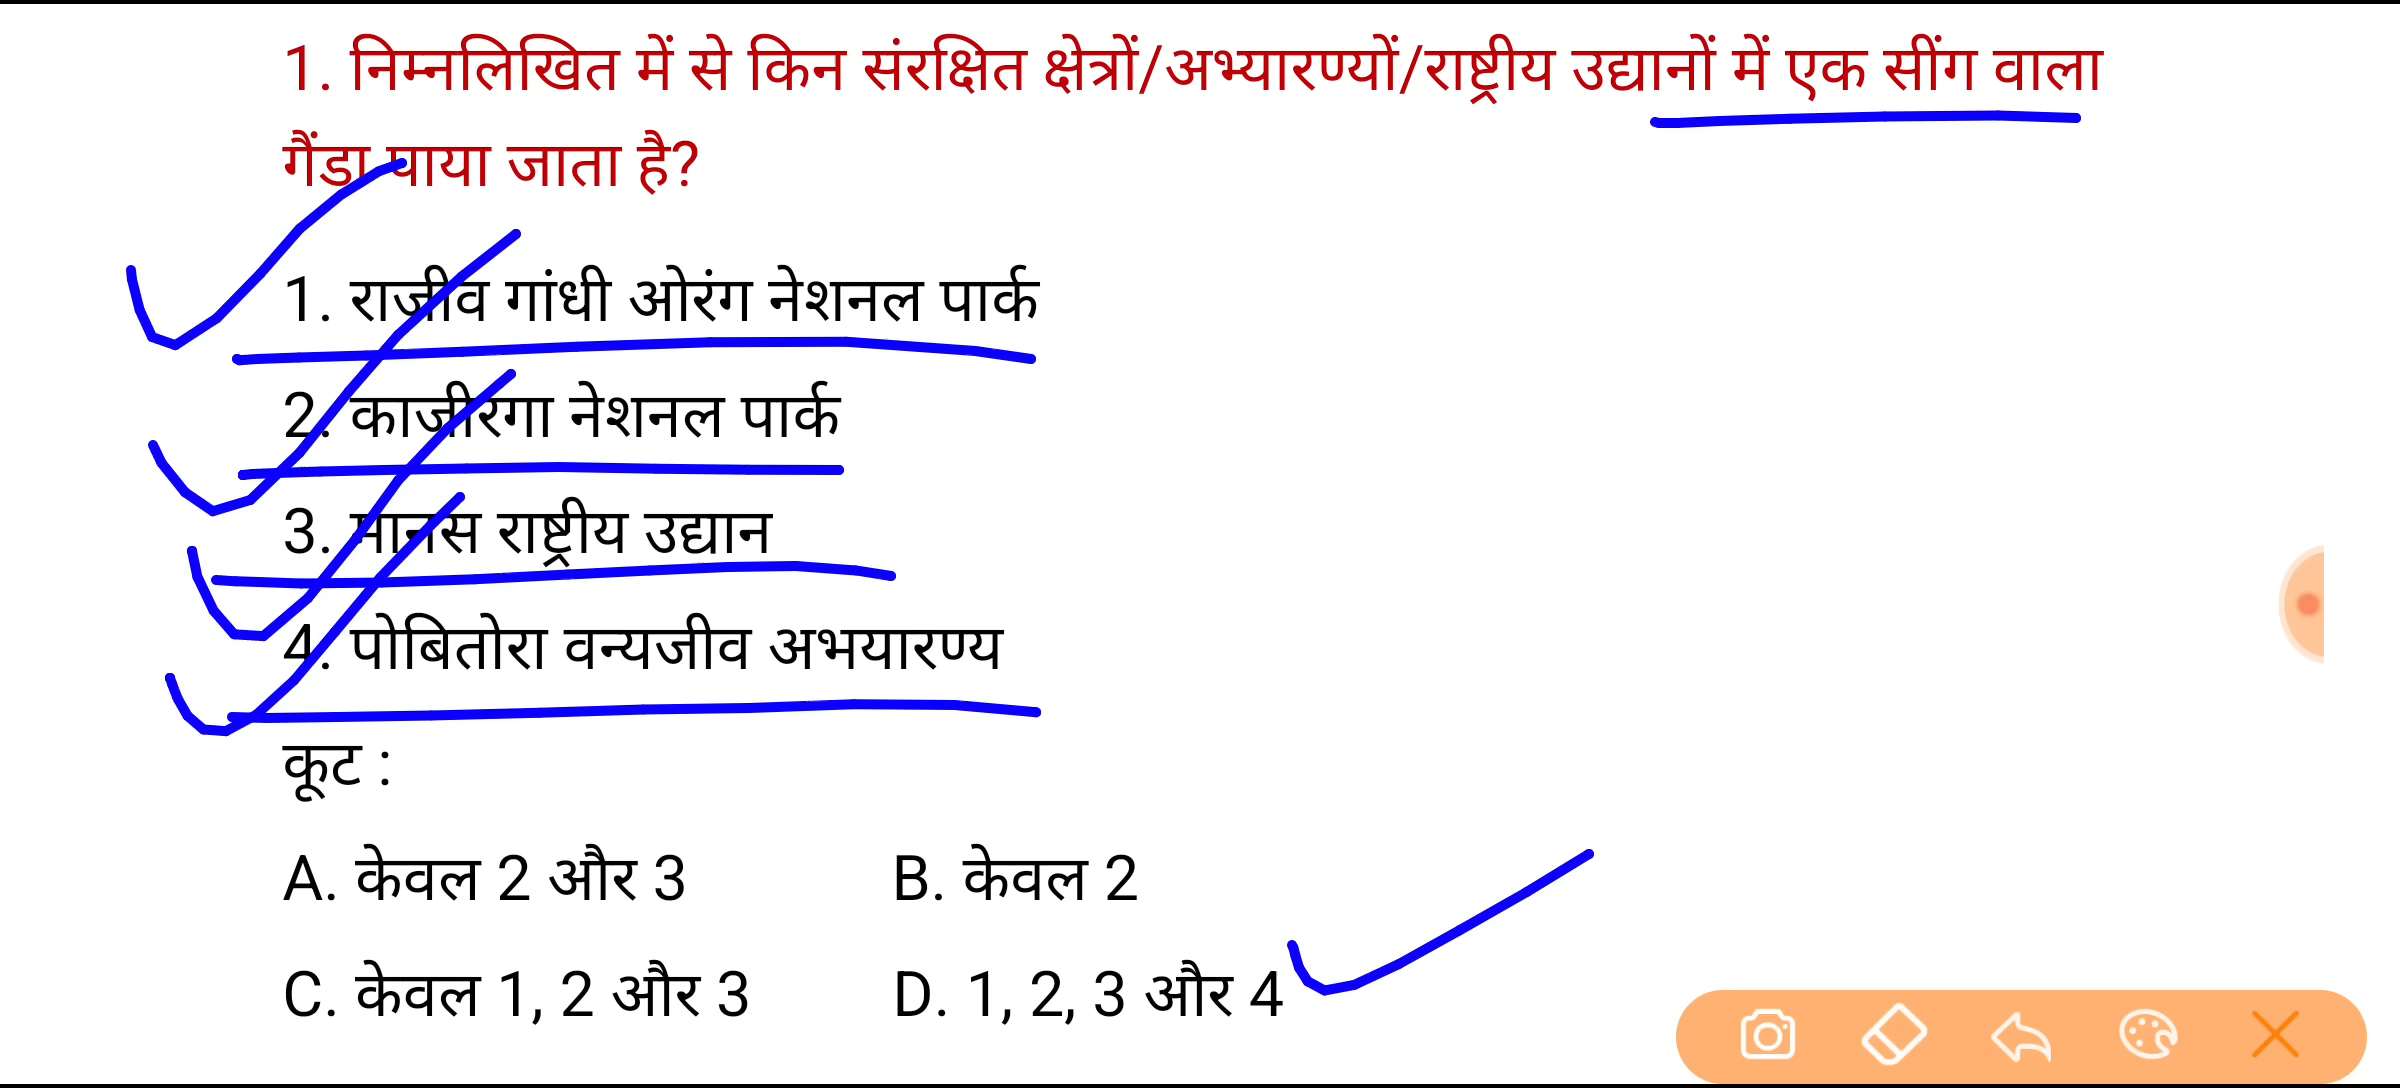 1. निम्नलिखित में से किन संरक्षित क्षेत्रों/अभ्यारण्यों/राष्ट्रीय उद्यानों में एक सींग वाला
गैंडा पाया जाता है?
1. राजीव गांधी ओरंग नेशनल पार्क
2. काजीरंगा नेशनल पार्क
3. मानस राष्ट्रीय उद्यान
4. पोबितोरा वन्यजीव अभयारण्य
कूट :
A. केवल 2 और 3 B. केवल 2
C. केवल 1, 2 और 3 D. 1, 2, 3 और 4